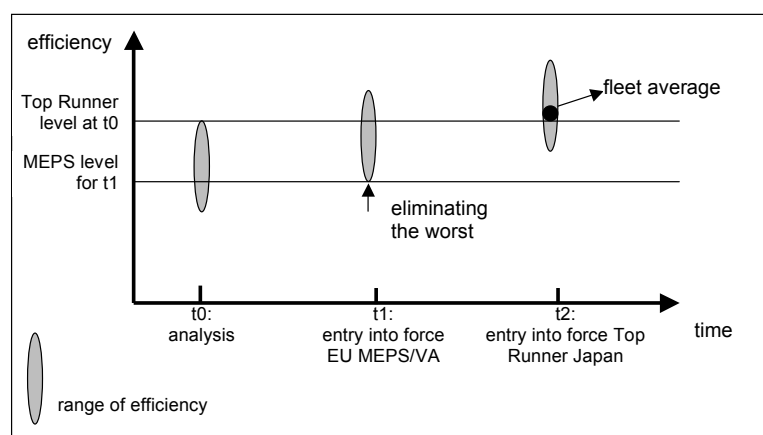 efficiency
Top Runner
level at t0
fleet average
MEPS level
for t1
eliminating
the worst
t0:
analysis
t1:
entry into force
EU MEPS/VA
t2:
entry into force Top
Runner Japan
time
range of efficiency